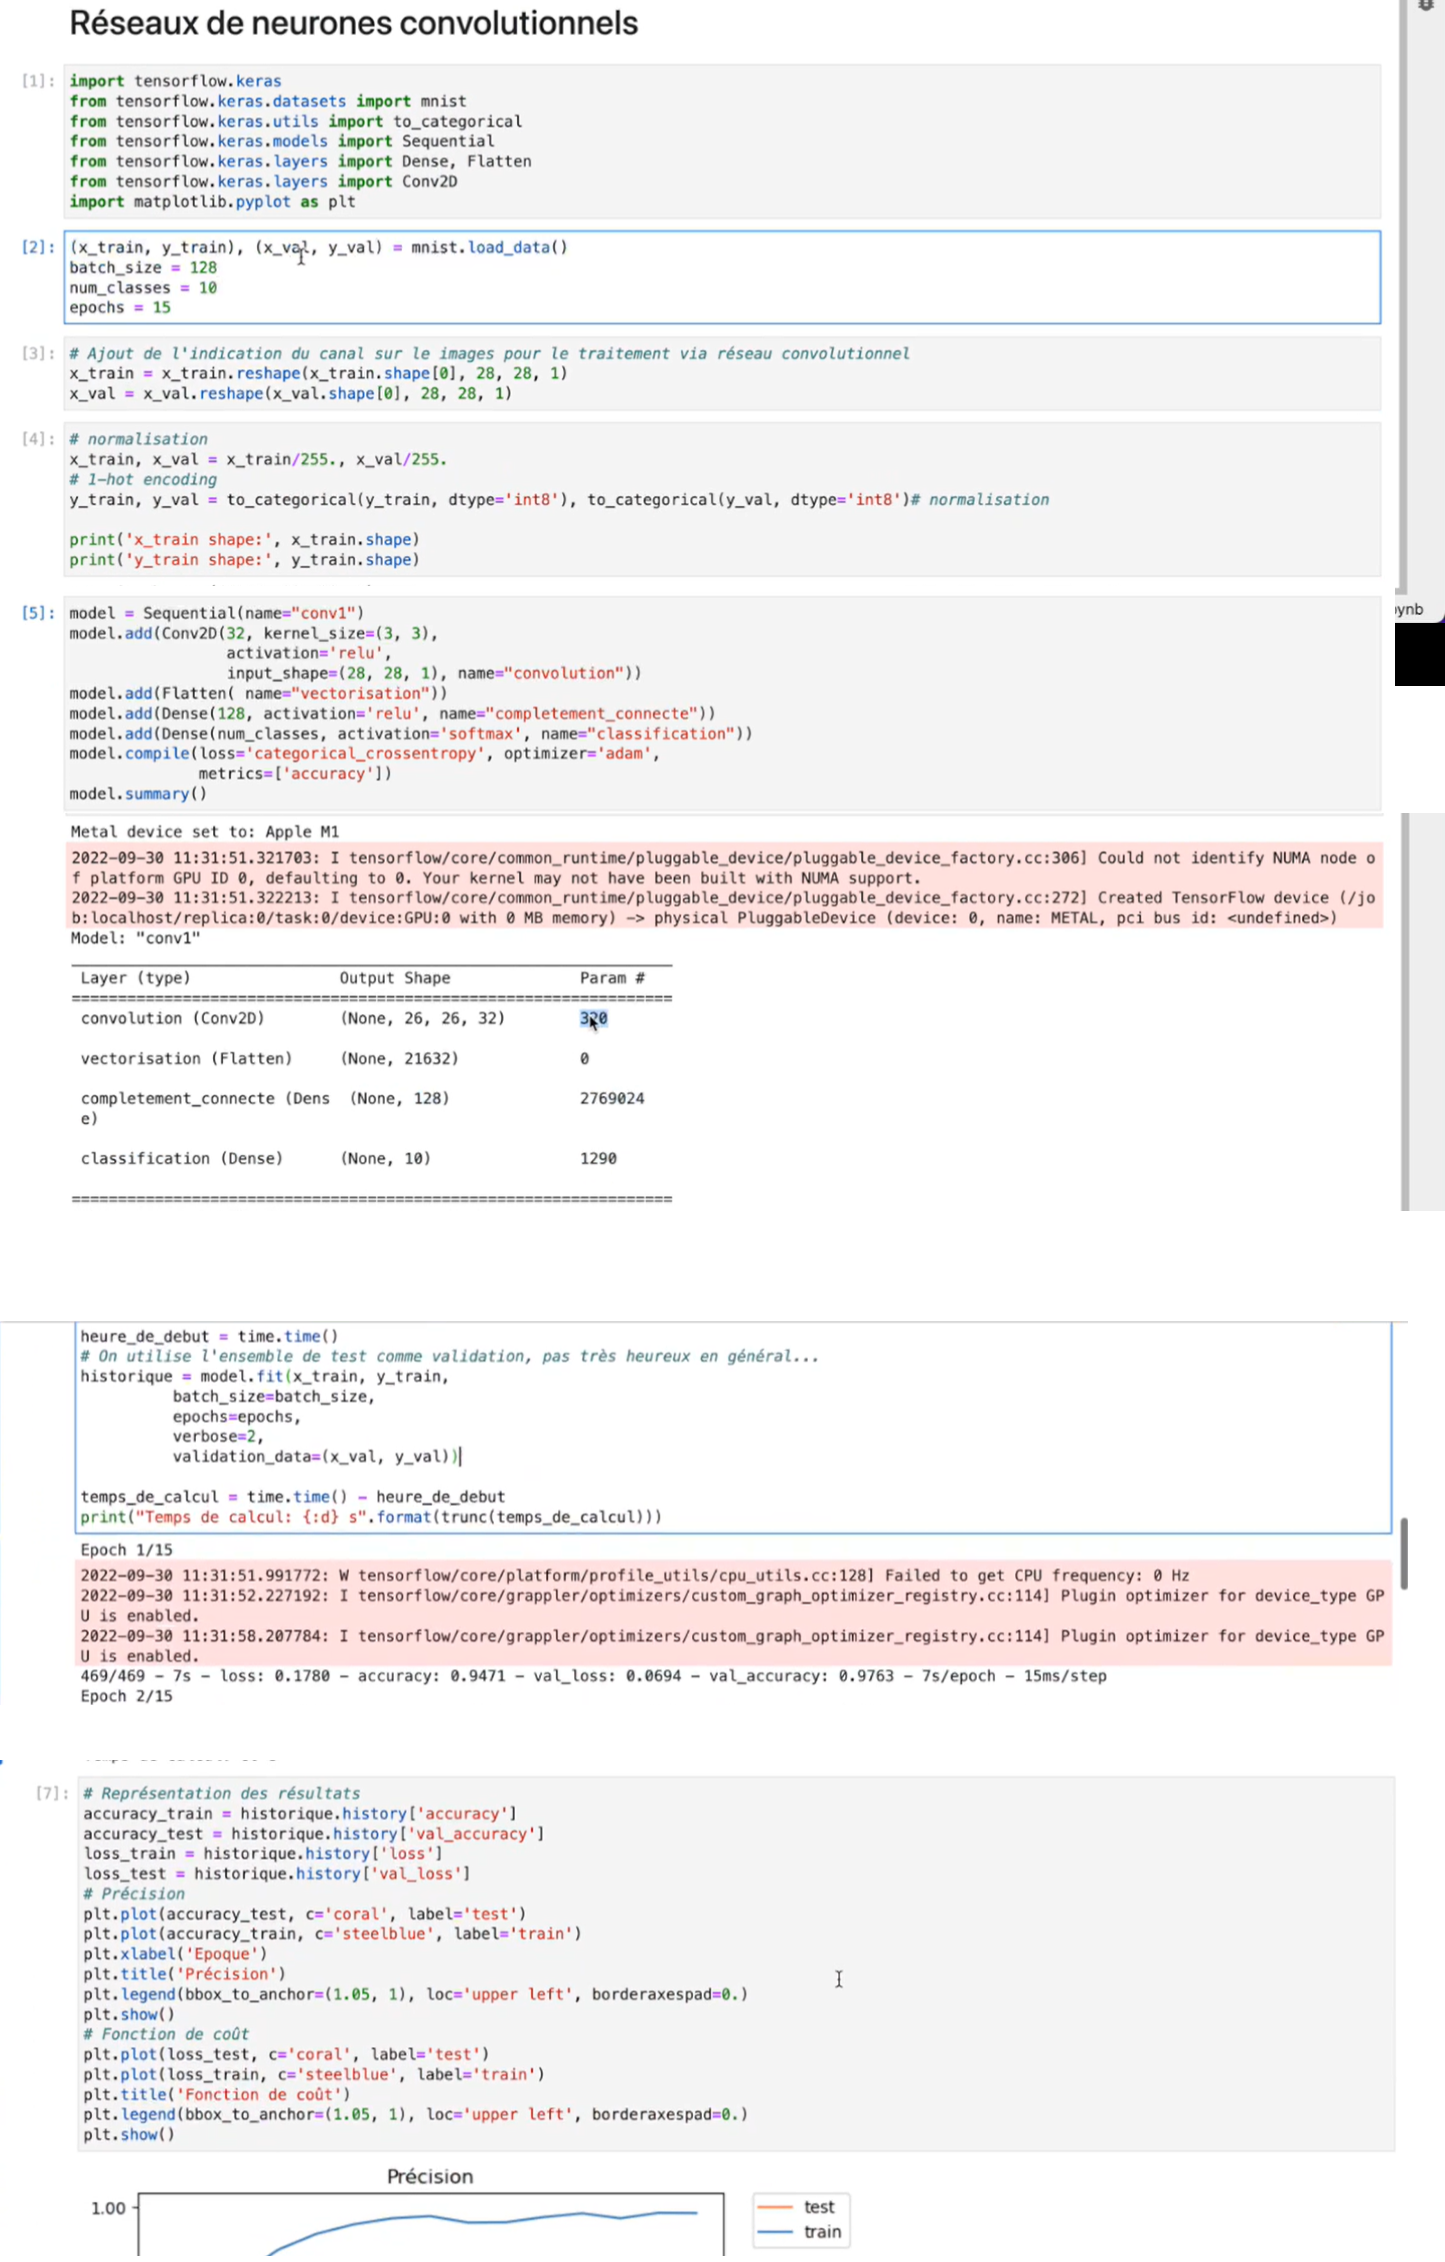 Réseaux de neurones convolutionnels
[1]:
import tensorflow.keras
from tensorflow.keras.datasets import mnist
from tensorflow.keras.utils import to_categorical
from tensorflow.keras.models import Sequential
from tensorflow.keras.layers import Dense, Flatten
from tensorflow.keras.layers import Conv2D
import matplotlib.pyplot as plt
[2]:
(x_train, y_train), (x_val, y_val) = mnist.load_data()
batch_size = 128
num_classes = 10
epochs = 15
[3]:
# Ajout de l'indication du canal sur le images pour le traitement via réseau convolutionnel
x_train = x_train.reshape(x_train.shape[0], 28, 28, 1)
x_val = x_val.reshape(x_val.shape[0], 28, 28, 1)
[4]:
# normalisation
x_train, x_val = x_train/255., x_val/255.
# 1-hot encoding
y_train, y_val = to_categorical(y_train, dtype='int8'), to_categorical(y_val, dtype='int8')# normalisation
print('x_train shape:', x_train.shape)
print('y_train shape:', y_train.shape)
[5]:
model = Sequential(name="conv1")
model.add(Conv2D(32, kernel_size=(3, 3),
activation='relu',
input_shape=(28, 28, 1), name="convolution"))
model.add(Flatten( name="vectorisation"))
model.add(Dense(128, activation='relu', name="completement_connecte"))
model.add(Dense(num_classes, activation='softmax', name="classification"))
model.compile(loss='categorical_crossentropy', optimizer='adam',
metrics=['accuracy'])
model.summary()
ynb
Metal device set to: Apple M1
2022-09-30 11:31:51.321703: I tensorflow/core/common_runtime/pluggable_device/pluggable_device_factory.cc:306] Could not identify NUMA node o
f platform GPU ID 0, defaulting to 0. Your kernel may not have been built with NUMA support.
2022-09-30 11:31:51.322213: I tensorflow/core/common_runtime/pluggable_device/pluggable_device_factory.cc:272] Created TensorFlow device (/jo
b:localhost/replica:0/task:0/device:GPU:0 with 0 MB memory) -> physical PluggableDevice (device: 0, name: METAL, pci bus id: <undefined>)
Model: "conv1"
Layer (type) Output Shape Param #
=================================================================
convolution (Conv2D) (None, 26, 26, 32) 320
vectorisation (Flatten) (None, 21632) 0
completement_connecte (Dens (None, 128) 2769024
e)
classification (Dense) (None, 10) 1290
=================================================================
heure_de_debut = time.time()
# On utilise l'ensemble de test comme validation, pas très heureux en général...
historique = model.fit(x_train, y_train,
batch_size=batch_size,
epochs=epochs,
verbose=2,
validation_data=(x_val, y_val))
temps_de_calcul = time.time() - heure_de_debut
print("Temps de calcul: {:d} s".format(trunc(temps_de_calcul)))
Epoch 1/15
2022-09-30 11:31:51.991772: W tensorflow/core/platform/profile_utils/cpu_utils.cc:128] Failed to get CPU frequency: 0 Hz
2022-09-30 11:31:52.227192: I tensorflow/core/grappler/optimizers/custom_graph_optimizer_registry.cc:114] Plugin optimizer for device_type GP
U is enabled.
2022-09-30 11:31:58.207784: I tensorflow/core/grappler/optimizers/custom_graph_optimizer_registry.cc:114] Plugin optimizer for device_type GP
U is enabled.
469/469 - 7s - loss: 0.1780 - accuracy: 0.9471 - val_loss: 0.0694 - val_accuracy: 0.9763 - 7s/epoch - 15ms/step
Epoch 2/15
[7]:
# Représentation des résultats
accuracy_train = historique.history['accuracy']
accuracy_test = historique.history['val_accuracy']
loss_train = historique.history['loss']
loss_test = historique.history['val_loss']
# Précision
plt.plot(accuracy_test, c='coral', label='test')
plt.plot(accuracy_train, c='steelblue', label='train')
plt.xlabel('Epoque')
plt.title('Précision')
plt.legend(bbox_to_anchor=(1.05, 1), loc='upper left', borderaxespad=0.)
plt.show()
# Fonction de coût
plt.plot(loss_test, c='coral', label='test')
plt.plot(loss_train, c='steelblue', label='train')
plt.title('Fonction de coût')
plt.legend(bbox_to_anchor=(1.05, 1), loc='upper left', borderaxespad=0.)
plt.show()
Précision
1.00
test
train